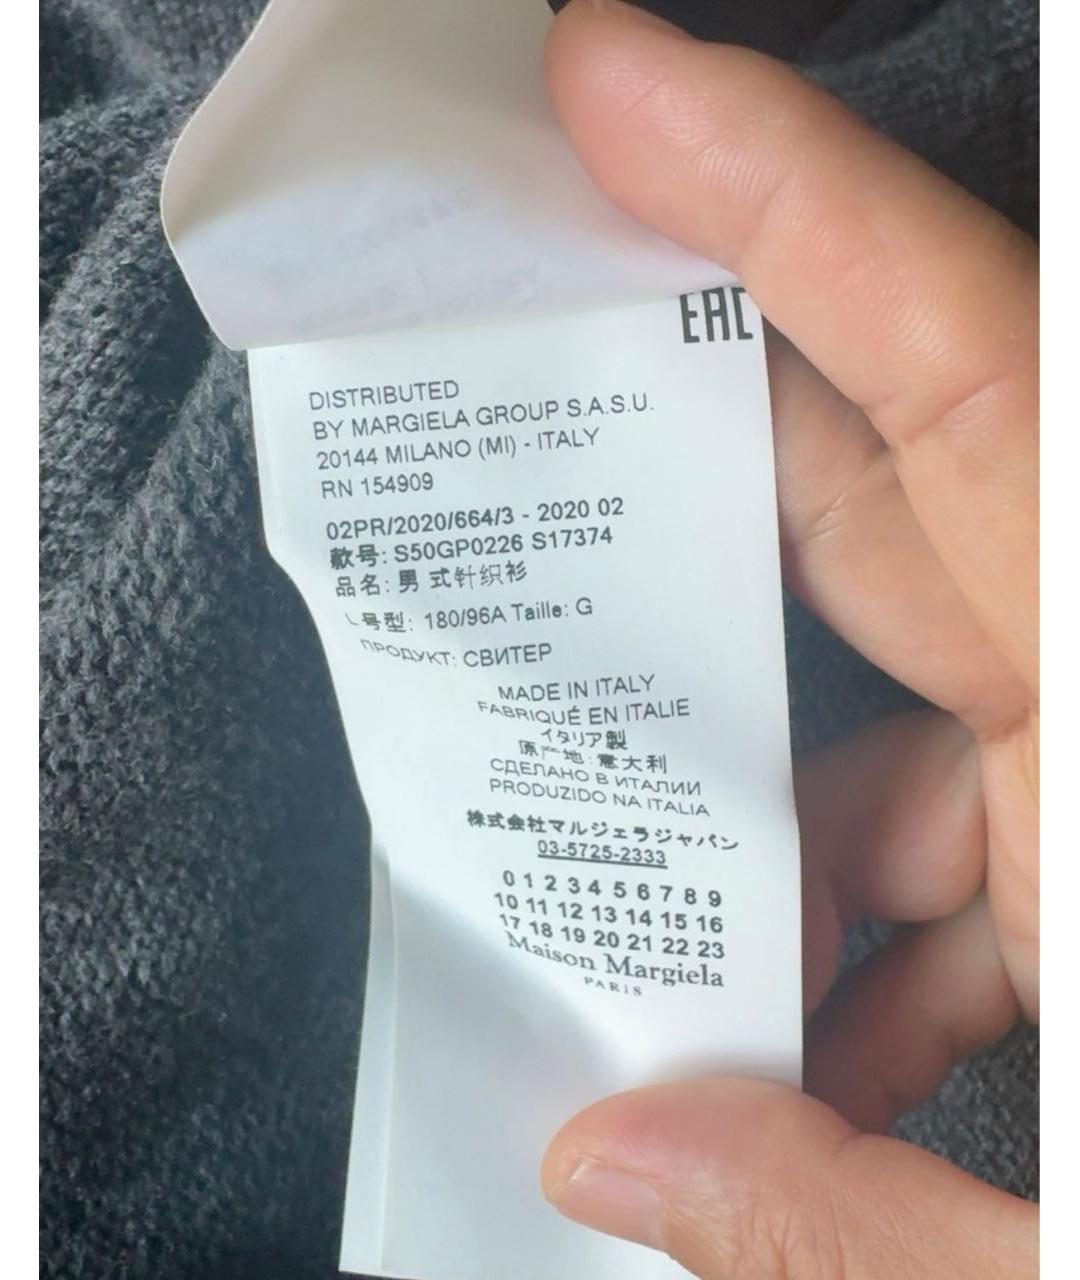 EAC
DISTRIBUTED
BY MARGIELA GROUP S.A.S.U.
20144 MILANO (MI) - ITALY
RN 154909
02PR/2020/664/3 - 2020 02
款号: S50GP0226 S17374
品名: 男 式针织衫
号型: 180/96A Taille: G
ПРОДУКТ: СВИТЕР
MADE IN ITALY
FABRIQUÉ EN ITALIE
イタリア製
原产地: 意大利
СДЕЛАНО В ИТАЛИИ
PRODUZIDO NA ITALIA
株式会社マルジェラジャパン
03-5725-2333
0 1 2 3 4 5 6 7 8 9
10 11 12 13 14 15 16
17 18 19 20 21 22 23
Maison Margiela
PARIS